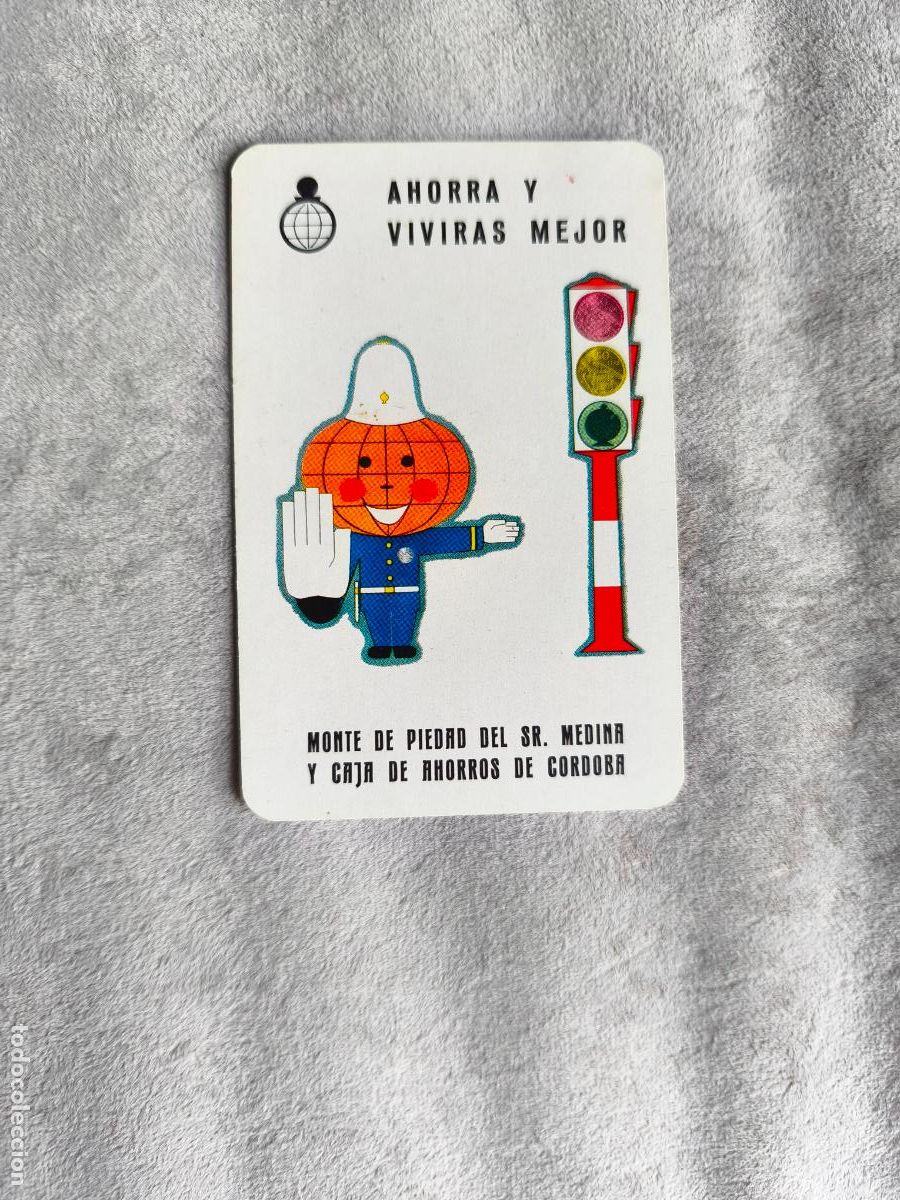 AHORRA Y
VIVIRAS MEJOR
MONTE DE PIEDAD DEL SR. MEDINA
Y CAJA DE AHORROS DE CORDOBA
todocoleccion